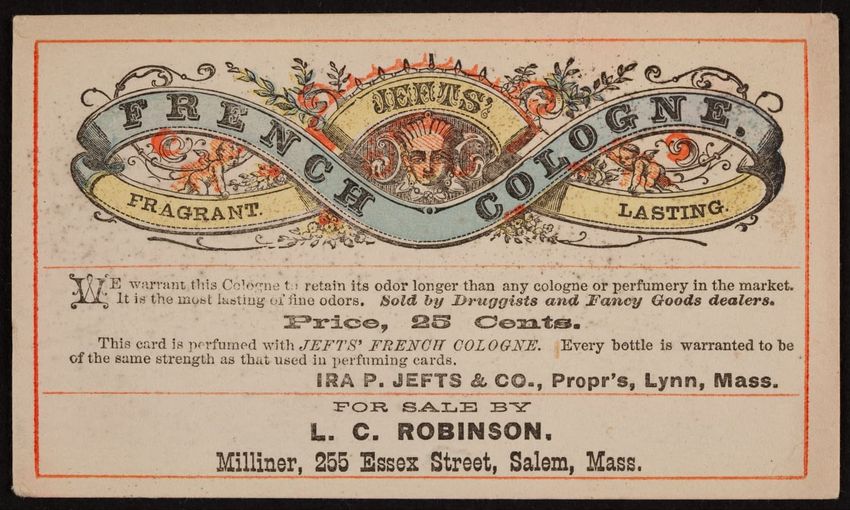 JEFTS'
FRENCH COLOGNE.
FRAGRANT. LASTING.
WE warrant this Cologne to retain its odor longer than any cologne or perfumery in the market.
It is the most lasting of fine odors. Sold by Druggists and Fancy Goods dealers.
Price, 25 Cents.
This card is perfumed with JEFTS' FRENCH COLOGNE. Every bottle is warranted to be
of the same strength as that used in perfuming cards.
IRA P. JEFTS & CO., Propr's, Lynn, Mass.
FOR SALE BY
L. C. ROBINSON,
Milliner, 255 Essex Street, Salem, Mass.